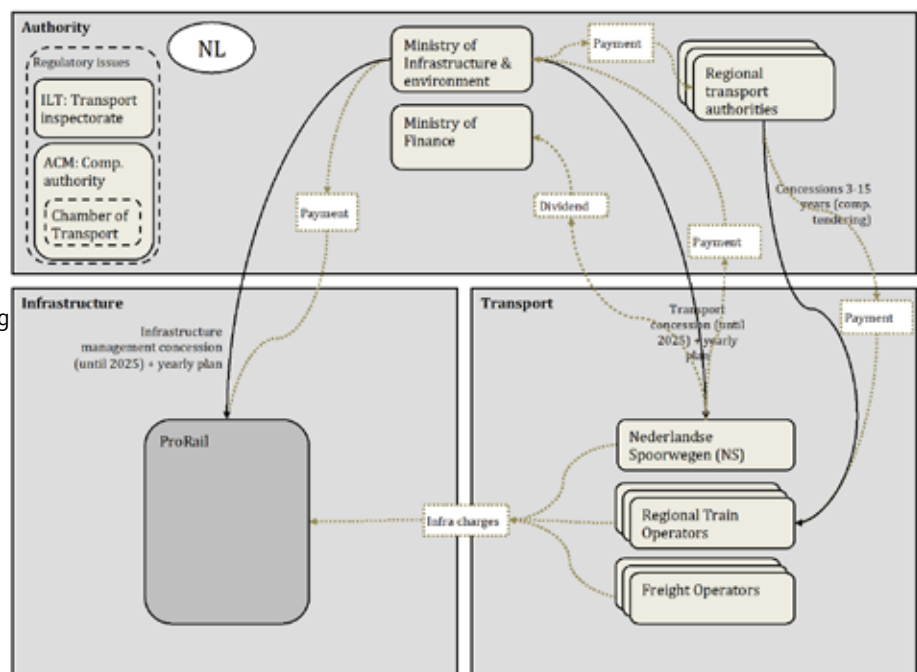 Authority
NL
Regulatory issues
ILT: Transport
inspectorate
ACM: Comp.
authority
Chamber of
Transport
Ministry of
Infrastructure &
environment
Ministry of
Finance
Payment
Regional
transport
authorities
Payment
Dividend
Payment
Concessions 3-15
years (comp.
tendering)
Payment
Infrastructure
g
Infrastructure
management concession
(until 2025) + yearly plan
ProRail
Transport
Transport
concession (until
2025) + yearly
plan
Nederlandse
Spoorwegen (NS)
Infra charges
Regional Train
Operators
Freight Operators